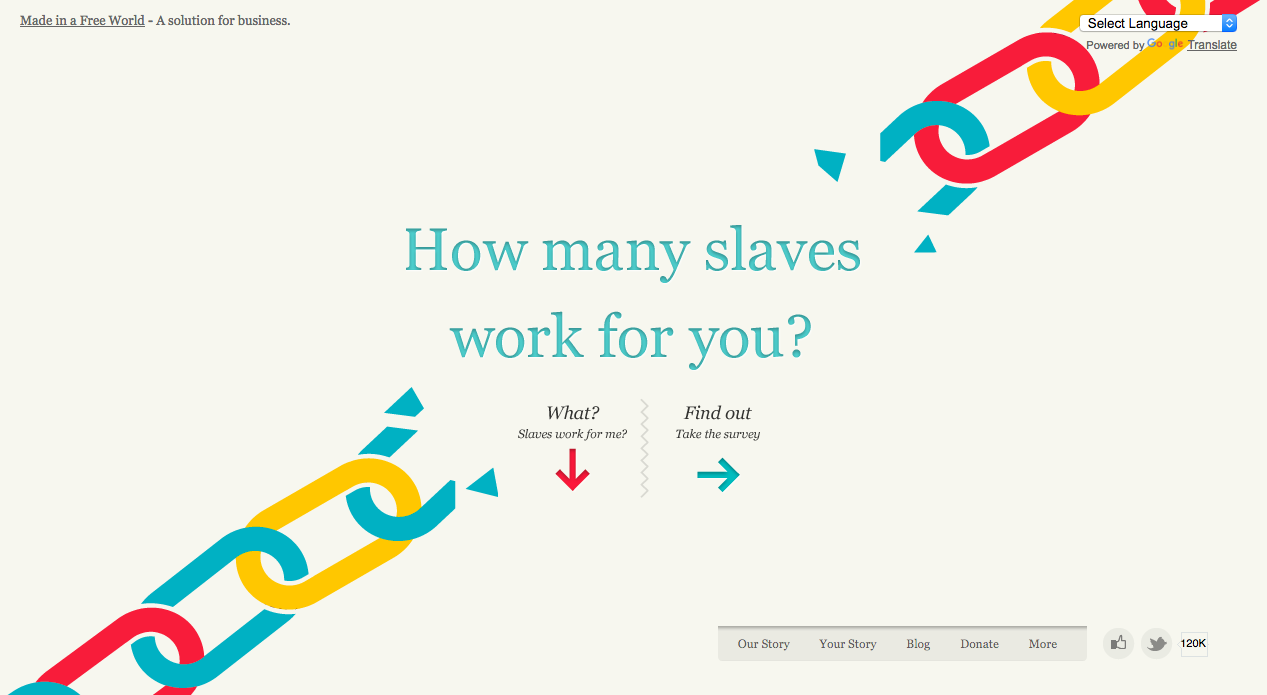 Made in a Free World - A solution for business.
Select Language
Powered by Google Translate
How many slaves
work for you?
What?
Slaves work for me?
Find out
Take the survey
Our Story Your Story Blog Donate More
120K